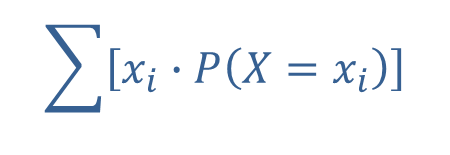 ∑[xᵢ · P(X = xᵢ)]